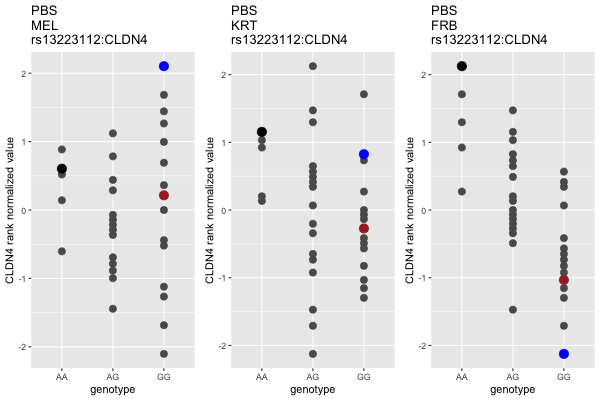 PBS
MEL
rs13223112:CLDN4
CLDN4 rank normalized value
2
1
0
-1
-2
AA AG GG
genotype
PBS
KRT
rs13223112:CLDN4
CLDN4 rank normalized value
2
1
0
-1
-2
AA AG GG
genotype
PBS
FRB
rs13223112:CLDN4
CLDN4 rank normalized value
2
1
0
-1
-2
AA AG GG
genotype